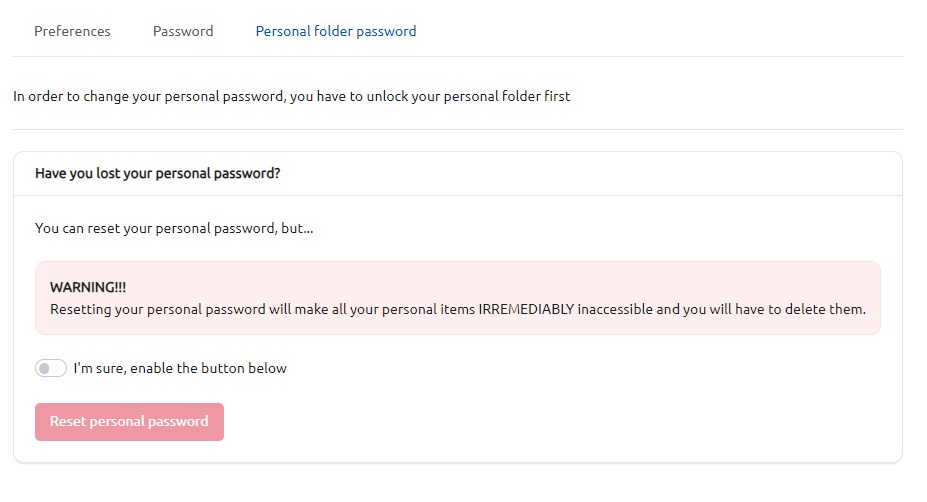 Preferences Password Personal folder password
In order to change your personal password, you have to unlock your personal folder first
Have you lost your personal password?
You can reset your personal password, but...
WARNING!!!
Resetting your personal password will make all your personal items IRREMEDIABLY inaccessible and you will have to delete them.
I'm sure, enable the button below
Reset personal password